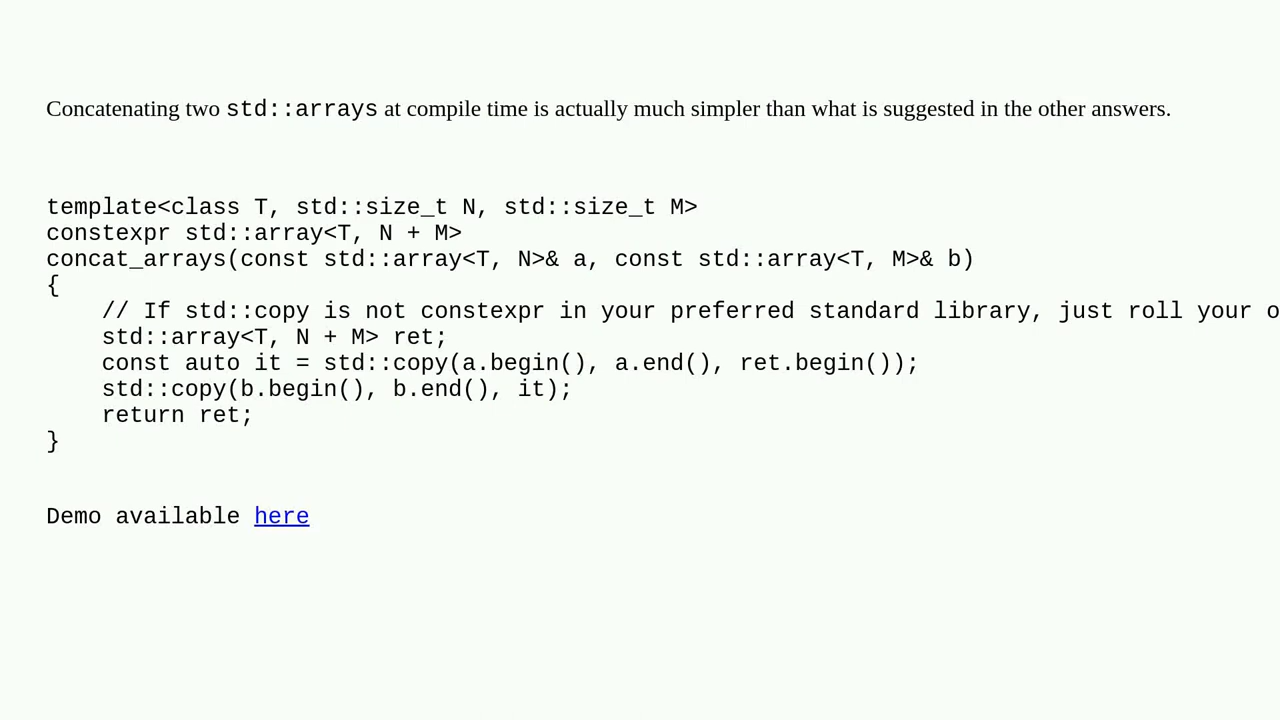 Concatenating two std::arrays at compile time is actually much simpler than what is suggested in the other answers.
template<class T, std::size_t N, std::size_t M>
constexpr std::array<T, N + M>
concat_arrays(const std::array<T, N>& a, const std::array<T, M>& b)
{
    // If std::copy is not constexpr in your preferred standard library, just roll your
    std::array<T, N + M> ret;
    const auto it = std::copy(a.begin(), a.end(), ret.begin());
    std::copy(b.begin(), b.end(), it);
    return ret;
}
Demo available here